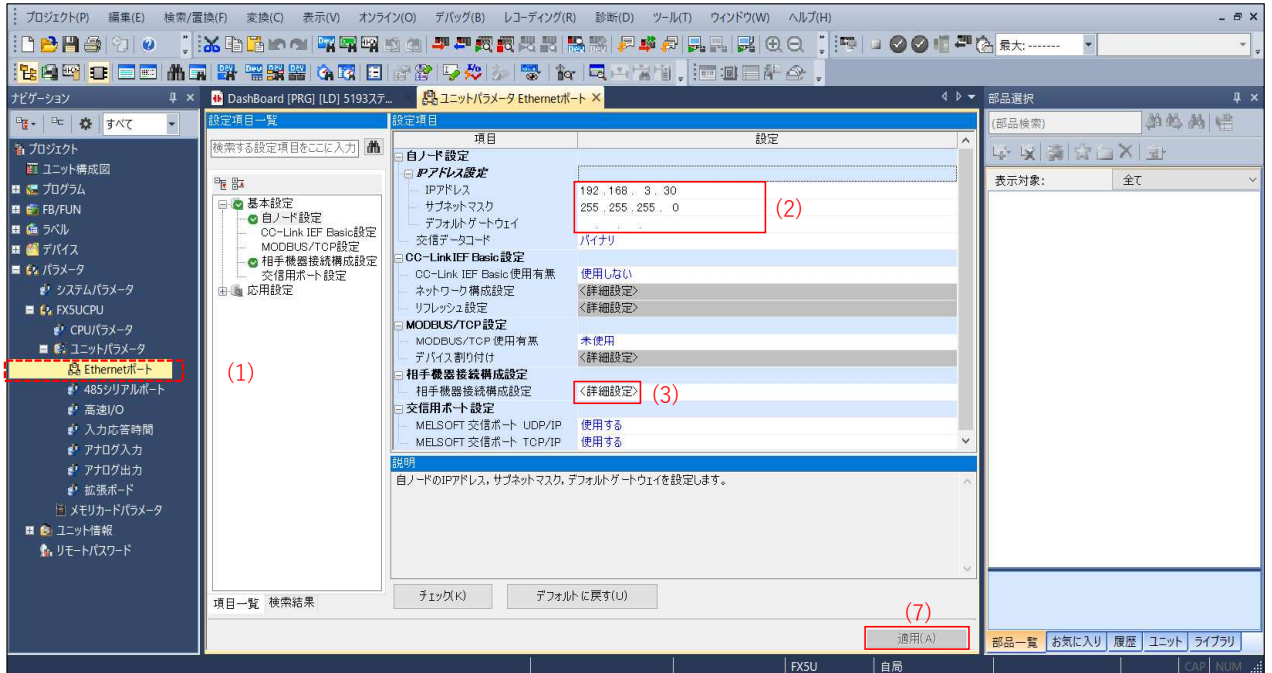 プロジェクト(P) 編集(E) 検索/置換(F) 変換(C) 表示(V) オンライン(O) デバッグ(B) レコーディング(R) 診断(D) ツール(T) ウィンドウ(W) ヘルプ(H)
最大: -------
ナビゲーション
すべて
プロジェクト
ユニット構成図
プログラム
FB/FUN
ラベル
デバイス
パラメータ
システムパラメータ
FX5UCPU
CPUパラメータ
ユニットパラメータ
Ethernetポート
485シリアルポート
高速I/O
入力応答時間
アナログ入力
アナログ出力
拡張ボード
メモリカードパラメータ
ユニット情報
リモートパスワード
DashBoard [PRG] [LD] 5193ステ...
ユニットパラメータ Ethernetポート
設定項目一覧
検索する設定項目をここに入力
基本設定
自ノード設定
CC-Link IEF Basic設定
MODBUS/TCP設定
相手機器接続構成設定
交信用ポート設定
応用設定
(1)
項目一覧 検索結果
設定項目
項目 設定
自ノード設定
IPアドレス設定
IPアドレス 192 . 168 . 3 . 30
サブネットマスク 255 . 255 . 255 . 0
(2)
デフォルトゲートウェイ . . .
交信データコード バイナリ
CC-Link IEF Basic設定
CC-Link IEF Basic使用有無 使用しない
ネットワーク構成設定 <詳細設定>
リフレッシュ設定 <詳細設定>
MODBUS/TCP設定
MODBUS/TCP使用有無 未使用
デバイス割り付け <詳細設定>
相手機器接続構成設定
相手機器接続構成設定 <詳細設定>
(3)
交信用ポート設定
MELSOFT交信ポート UDP/IP 使用する
MELSOFT交信ポート TCP/IP 使用する
説明
自ノードのIPアドレス, サブネットマスク, デフォルトゲートウェイを設定します。
チェック(K) デフォルトに戻す(U)
(7)
適用(A)
部品選択
(部品検索)
表示対象: 全て
部品一覧 お気に入り 履歴 ユニット ライブラリ
FX5U 自局 CAP NUM